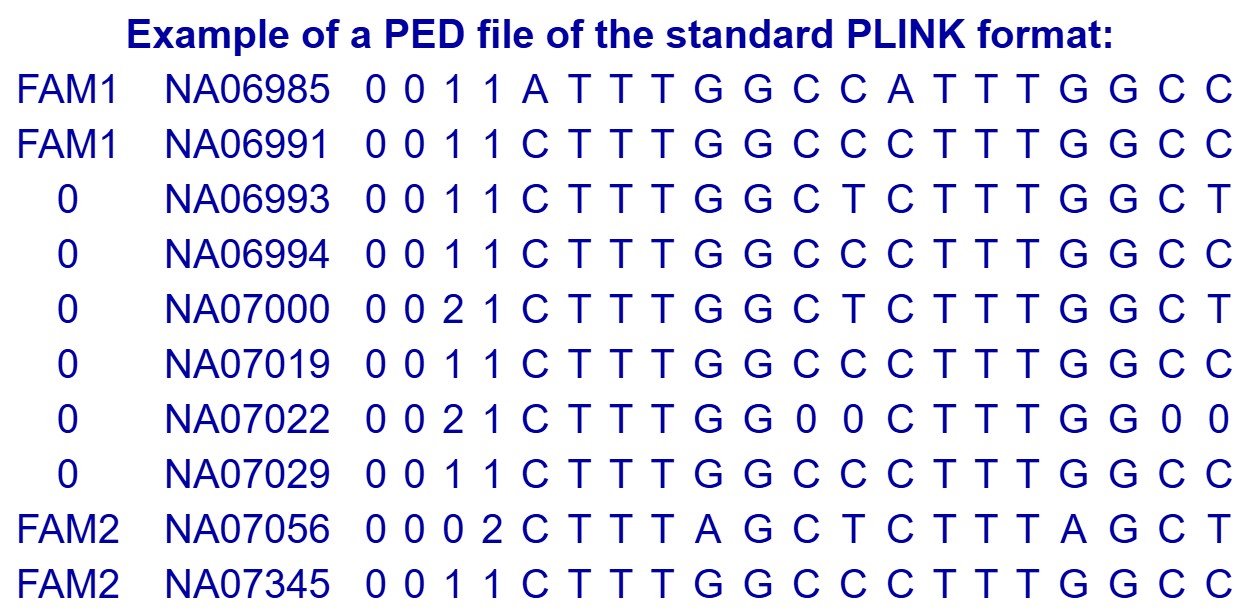 Example of a PED file of the standard PLINK format:
FAM1 NA06985 0 0 1 1 A T T T G G C C A T T T G G C C
FAM1 NA06991 0 0 1 1 C T T T G G C C C T T T G G C C
0 NA06993 0 0 1 1 C T T T G G C T C T T T G G C T
0 NA06994 0 0 1 1 C T T T G G C C C T T T G G C C
0 NA07000 0 0 2 1 C T T T G G C T C T T T G G C T
0 NA07019 0 0 1 1 C T T T G G C C C T T T G G C C
0 NA07022 0 0 2 1 C T T T G G 0 0 C T T T G G 0 0
0 NA07029 0 0 1 1 C T T T G G C C C T T T G G C C
FAM2 NA07056 0 0 0 2 C T T T A G C T C T T T A G C T
FAM2 NA07345 0 0 1 1 C T T T G G C C C T T T G G C C